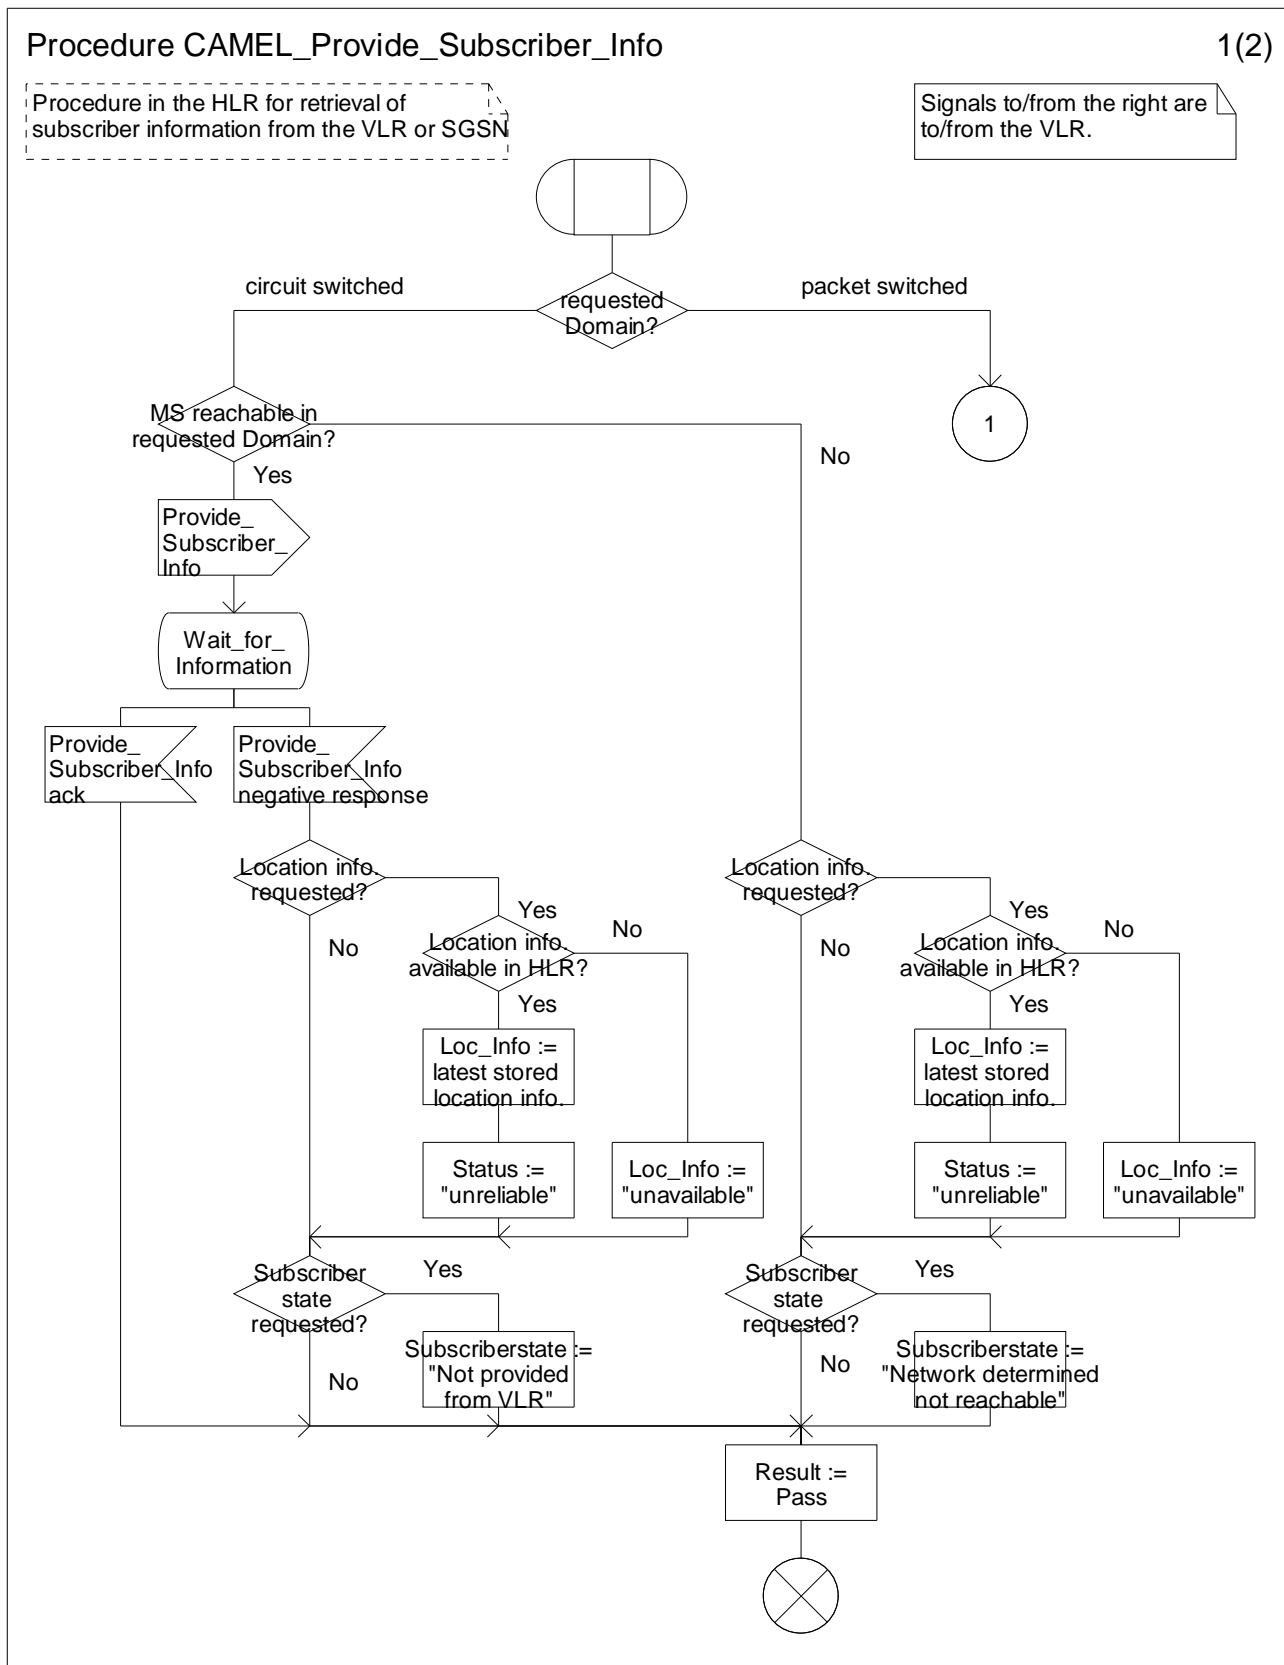 Procedure CAMEL_Provide_Subscriber_Info
1(2)
Procedure in the HLR for retrieval of
subscriber information from the VLR or SGSN
Signals to/from the right are
to/from the VLR.
circuit switched
requested
Domain?
packet switched
MS reachable in
requested Domain?
1
No
Yes
Provide_
Subscriber_
Info
Wait_for_
Information
Provide_
Subscriber_Info
ack
Provide_
Subscriber_Info
negative response
Location info.
requested?
Yes
No
Location info.
available in HLR?
No
Yes
Loc_Info :=
latest stored
location info.
Status :=
"unreliable"
Loc_Info :=
"unavailable"
Location info.
requested?
Yes
No
Location info.
available in HLR?
No
Yes
Loc_Info :=
latest stored
location info.
Status :=
"unreliable"
Loc_Info :=
"unavailable"
Subscriber
state
requested?
Yes
No
Subscriberstate :=
"Not provided
from VLR"
Subscriber
state
requested?
Yes
No
Subscriberstate :=
"Network determined
not reachable"
Result :=
Pass